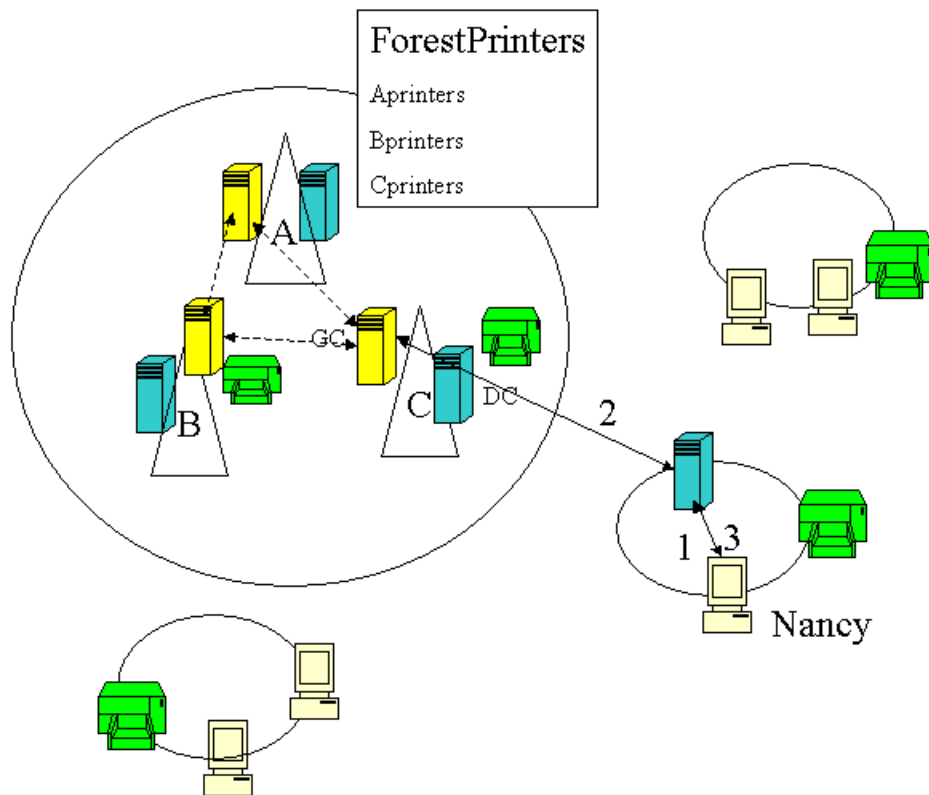 ForestPrinters
Aprinters
Bprinters
Cprinters
A
GC
B
C
DC
2
1 3
Nancy